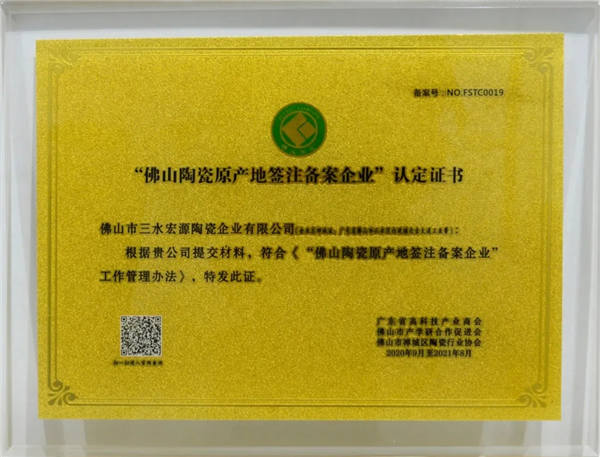 备案号:NO.FSTC0019
“佛山陶瓷原产地签注备案企业”认定证书
佛山市三水宏源陶瓷企业有限公司
根据贵公司提交材料,符合《“佛山陶瓷原产地签注备案企业”
工作管理办法》,特发此证。
广东省高科技产业商会
佛山市产学研合作促进会
佛山市禅城区陶瓷行业协会
2020年9月至2021年8月